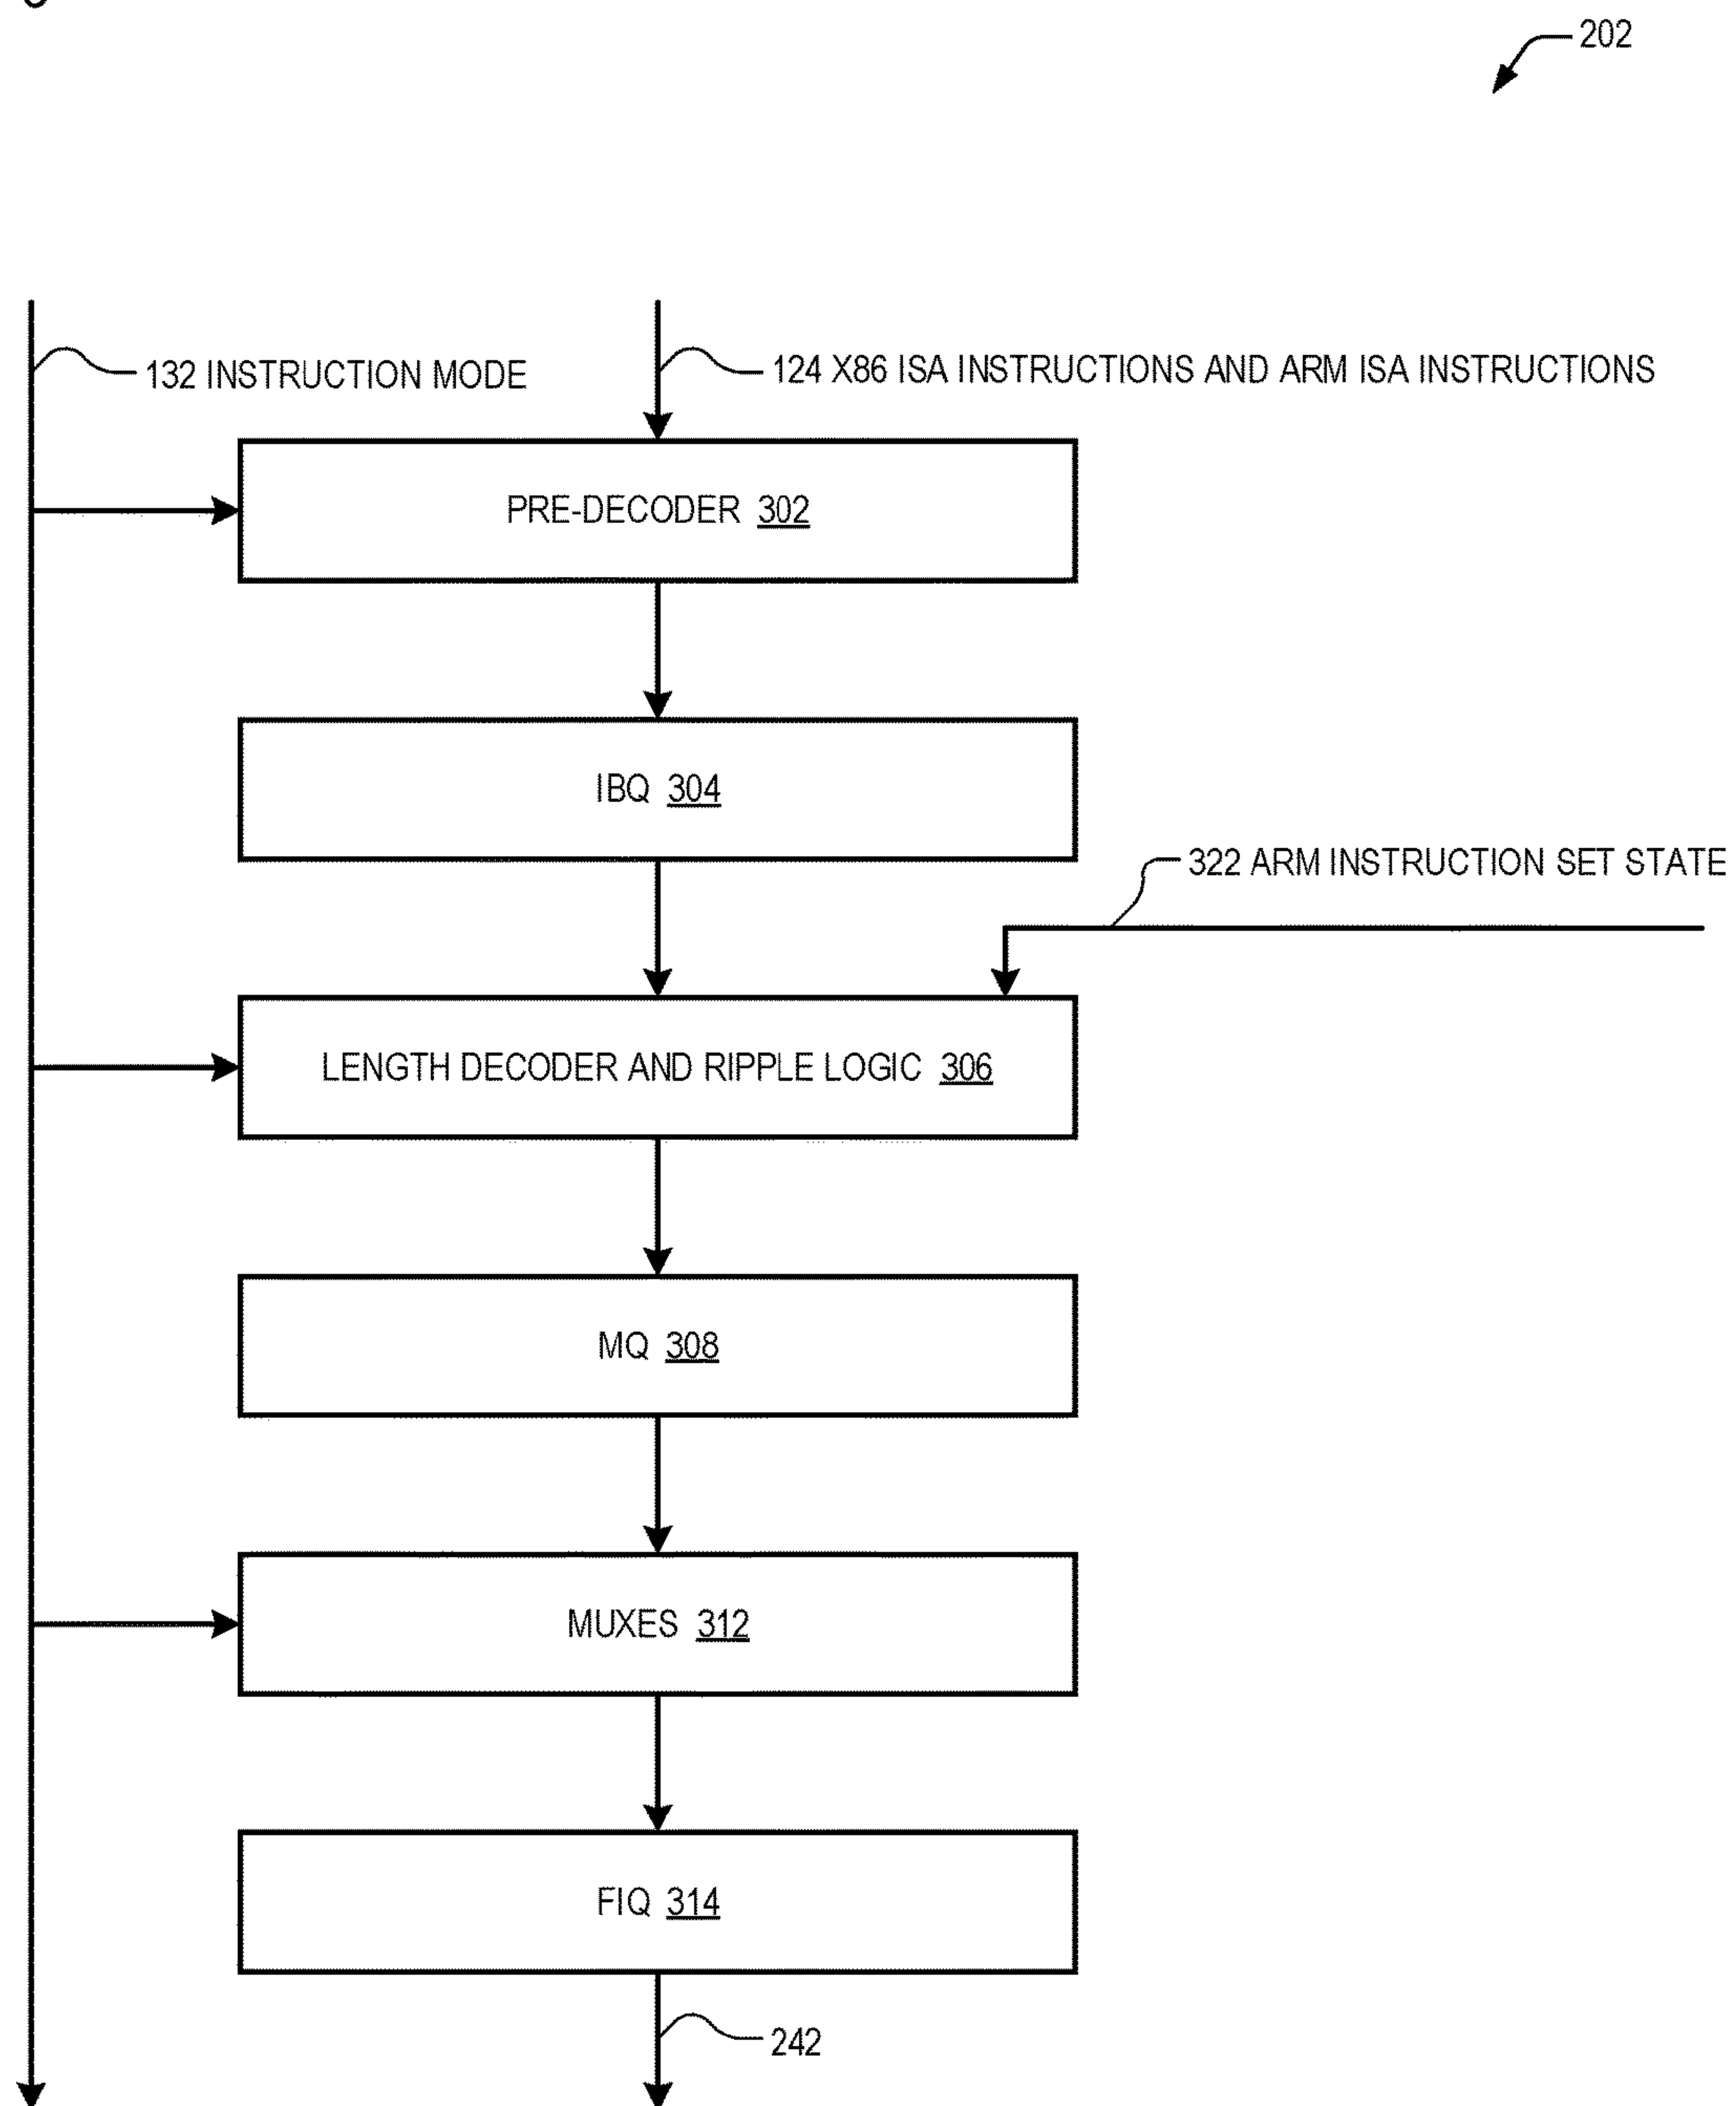 202
132 INSTRUCTION MODE
124 X86 ISA INSTRUCTIONS AND ARM ISA INSTRUCTIONS
PRE-DECODER 302
IBQ 304
322 ARM INSTRUCTION SET STATE
LENGTH DECODER AND RIPPLE LOGIC 306
MQ 308
MUXES 312
FIQ 314
242